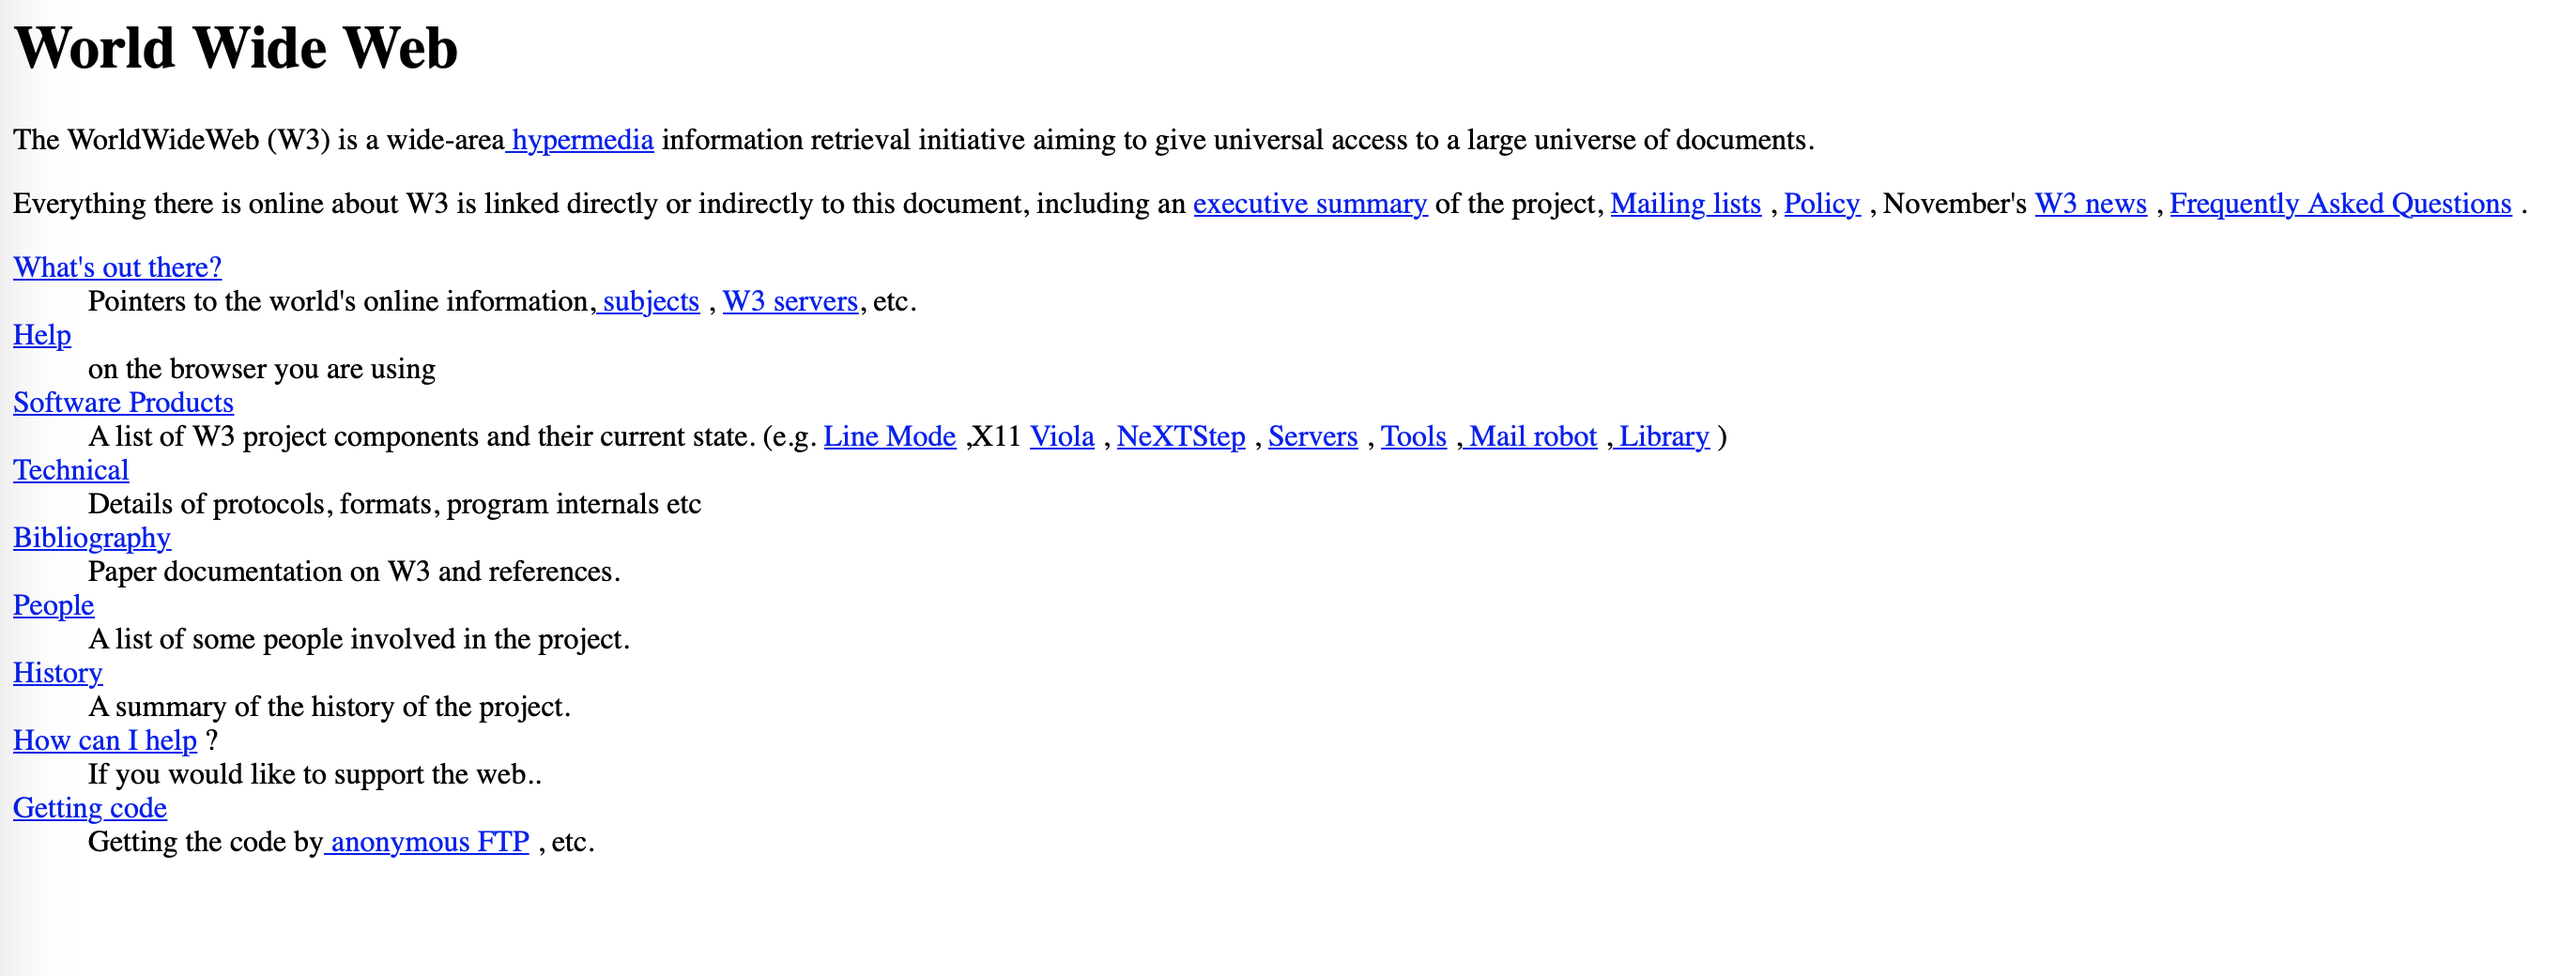 World Wide Web
The WorldWideWeb (W3) is a wide-area hypermedia information retrieval initiative aiming to give universal access to a large universe of documents.
Everything there is online about W3 is linked directly or indirectly to this document, including an executive summary of the project, Mailing lists , Policy , November's W3 news , Frequently Asked Questions .
What's out there?
Pointers to the world's online information, subjects , W3 servers, etc.
Help
on the browser you are using
Software Products
A list of W3 project components and their current state. (e.g. Line Mode ,X11 Viola , NeXTStep , Servers , Tools , Mail robot , Library )
Technical
Details of protocols, formats, program internals etc
Bibliography
Paper documentation on W3 and references.
People
A list of some people involved in the project.
History
A summary of the history of the project.
How can I help ?
If you would like to support the web..
Getting code
Getting the code by anonymous FTP , etc.